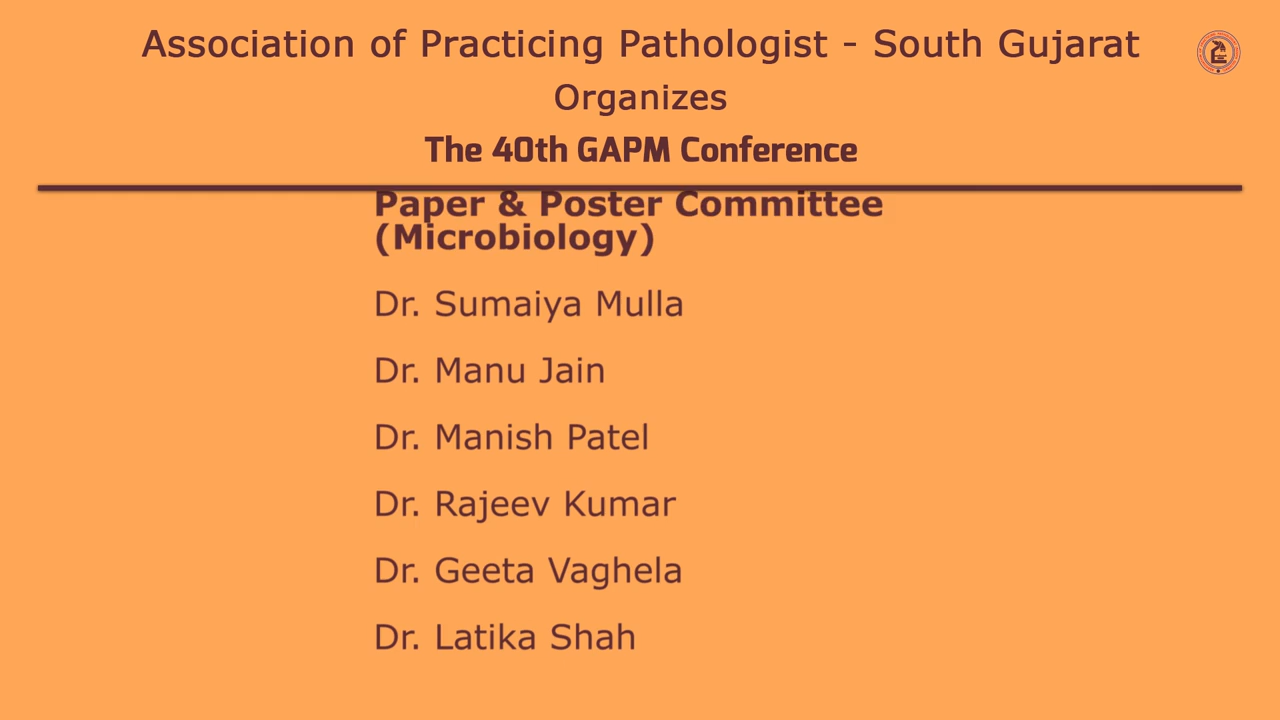 Association of Practicing Pathologist - South Gujarat
Organizes
The 40th GAPM Conference
Paper & Poster Committee
(Microbiology)
Dr. Sumaiya Mulla
Dr. Manu Jain
Dr. Manish Patel
Dr. Rajeev Kumar
Dr. Geeta Vaghela
Dr. Latika Shah